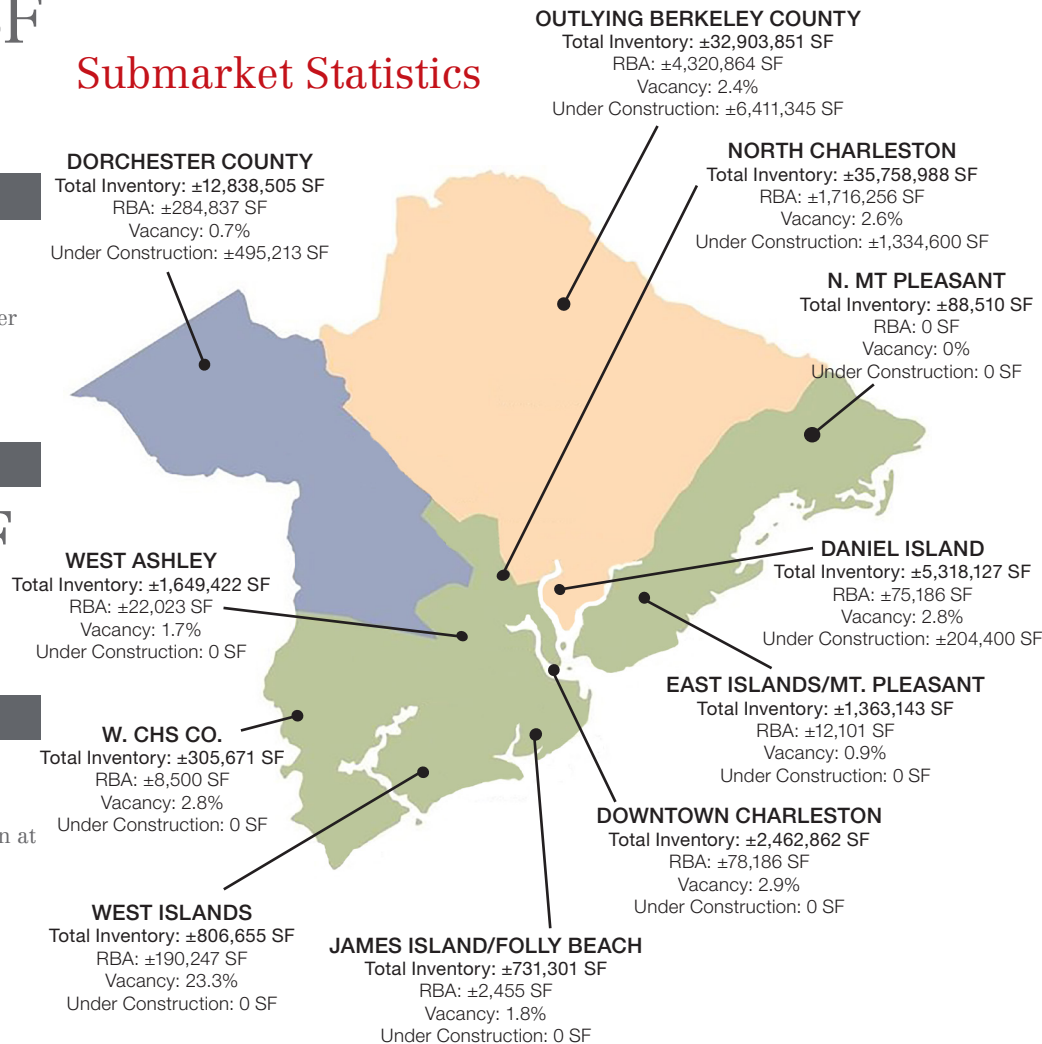 SF
Submarket Statistics
OUTLYING BERKELEY COUNTY
Total Inventory: ±32,903,851 SF
RBA: ±4,320,864 SF
Vacancy: 2.4%
Under Construction: ±6,411,345 SF
DORCHESTER COUNTY
Total Inventory: ±12,838,505 SF
RBA: ±284,837 SF
Vacancy: 0.7%
Under Construction: ±495,213 SF
NORTH CHARLESTON
Total Inventory: ±35,758,988 SF
RBA: ±1,716,256 SF
Vacancy: 2.6%
Under Construction: ±1,334,600 SF
N. MT PLEASANT
Total Inventory: ±88,510 SF
RBA: 0 SF
Vacancy: 0%
Under Construction: 0 SF
er
F
WEST ASHLEY
Total Inventory: ±1,649,422 SF
RBA: ±22,023 SF
Vacancy: 1.7%
Under Construction: 0 SF
DANIEL ISLAND
Total Inventory: ±5,318,127 SF
RBA: ±75,186 SF
Vacancy: 2.8%
Under Construction: ±204,400 SF
EAST ISLANDS/MT. PLEASANT
Total Inventory: ±1,363,143 SF
RBA: ±12,101 SF
Vacancy: 0.9%
Under Construction: 0 SF
W. CHS CO.
Total Inventory: ±305,671 SF
RBA: ±8,500 SF
Vacancy: 2.8%
Under Construction: 0 SF
n at
DOWNTOWN CHARLESTON
Total Inventory: ±2,462,862 SF
RBA: ±78,186 SF
Vacancy: 2.9%
Under Construction: 0 SF
WEST ISLANDS
Total Inventory: ±806,655 SF
RBA: ±190,247 SF
Vacancy: 23.3%
Under Construction: 0 SF
JAMES ISLAND/FOLLY BEACH
Total Inventory: ±731,301 SF
RBA: ±2,455 SF
Vacancy: 1.8%
Under Construction: 0 SF